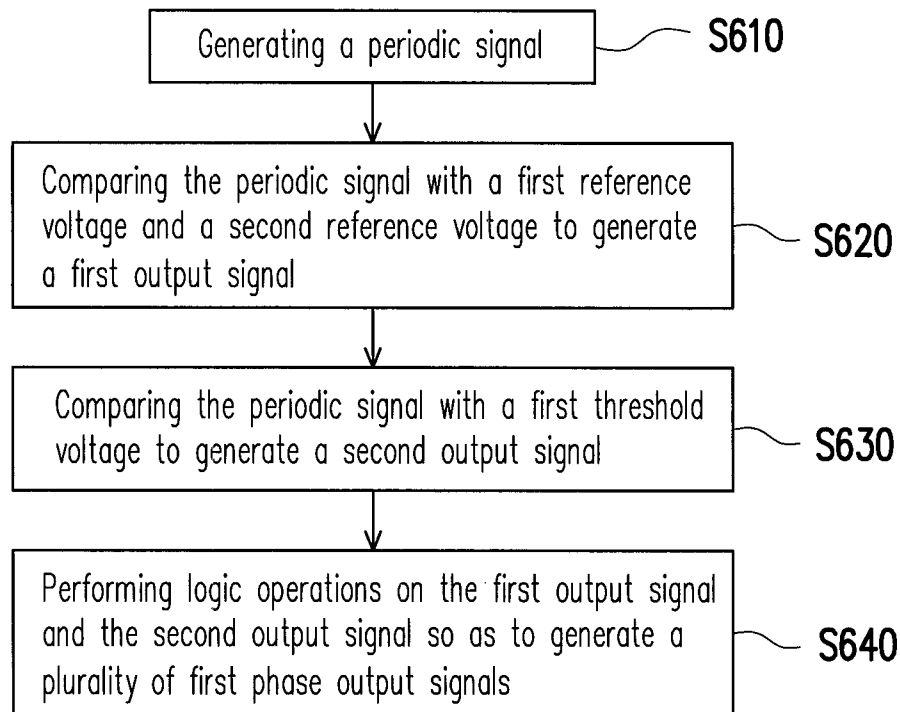 Generating a periodic signal
S610
Comparing the periodic signal with a first reference
voltage and a second reference voltage to generate
a first output signal
S620
Comparing the periodic signal with a first threshold
voltage to generate a second output signal
S630
Performing logic operations on the first output signal
and the second output signal so as to generate a
plurality of first phase output signals
S640